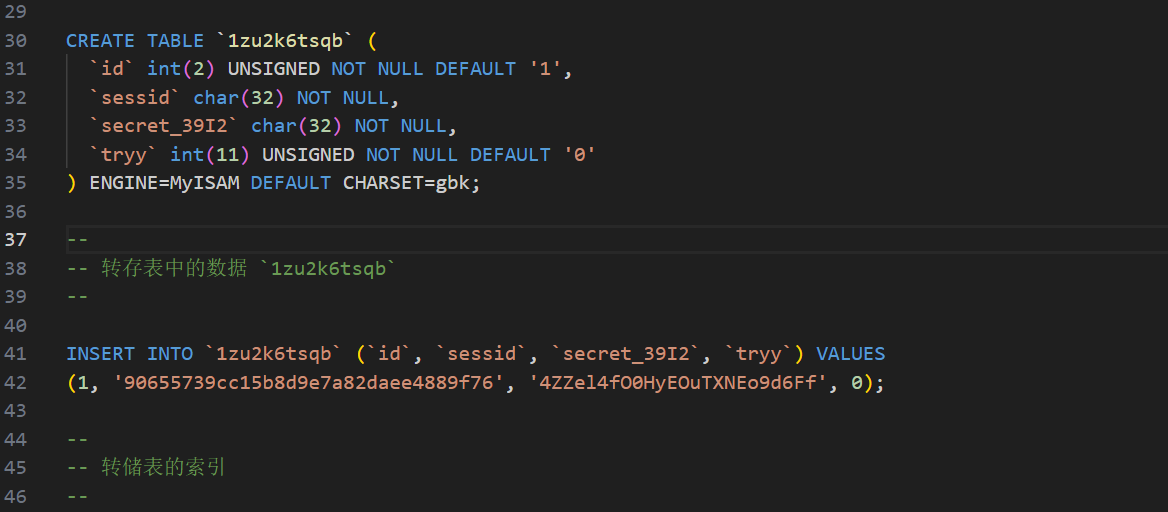 29
30 CREATE TABLE `1zu2k6tsqb` (
31 `id` int(2) UNSIGNED NOT NULL DEFAULT '1',
32 `sessid` char(32) NOT NULL,
33 `secret_39I2` char(32) NOT NULL,
34 `tryy` int(11) UNSIGNED NOT NULL DEFAULT '0'
35 ) ENGINE=MyISAM DEFAULT CHARSET=gbk;
36
37 --
38 -- 转存表中的数据 `1zu2k6tsqb`
39 --
40
41 INSERT INTO `1zu2k6tsqb` (`id`, `sessid`, `secret_39I2`, `tryy`) VALUES
42 (1, '90655739cc15b8d9e7a82daee4889f76', '4ZZel4fO0HyEOuTXNEo9d6Ff', 0);
43
44 --
45 -- 转储表的索引
46 --